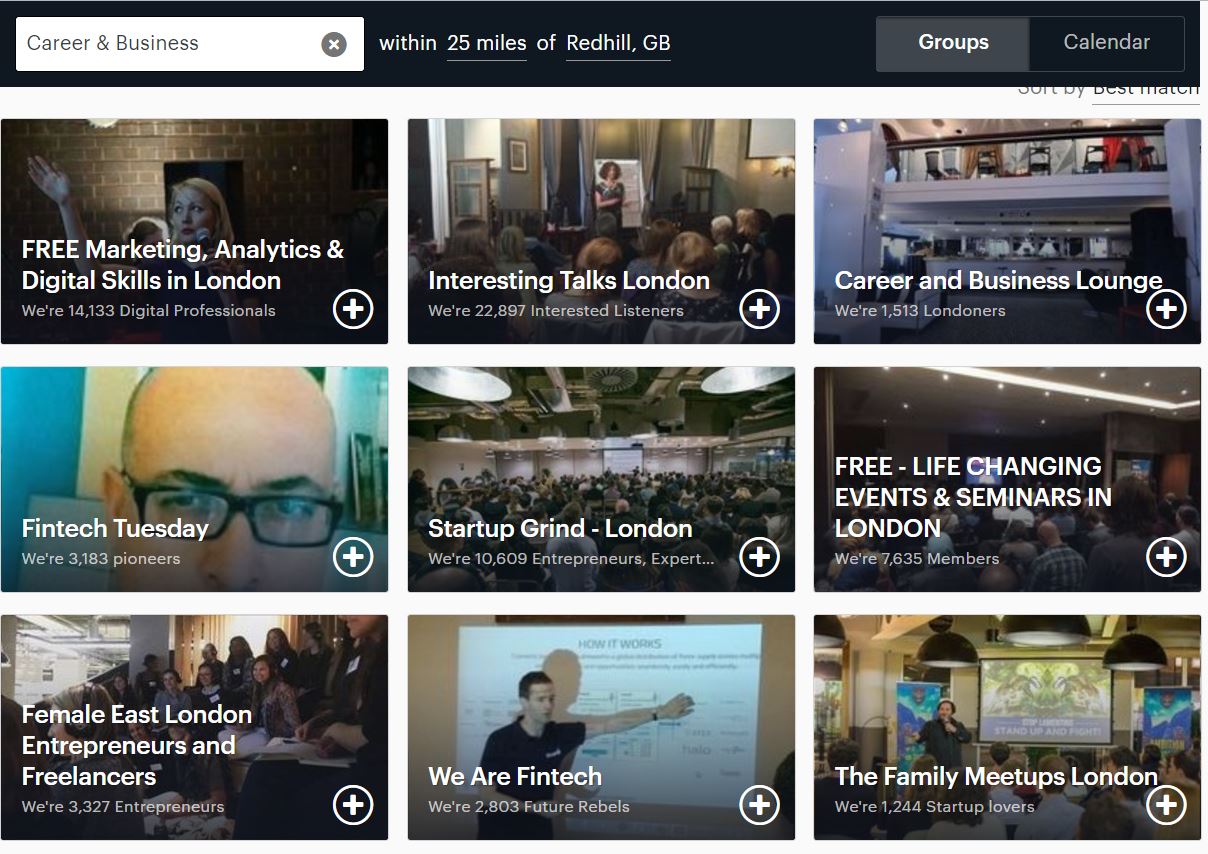 Career & Business
within 25 miles of Redhill, GB
Groups
Calendar
Sort by Best match
FREE Marketing, Analytics &
Digital Skills in London
We're 14,133 Digital Professionals
Interesting Talks London
We're 22,897 Interested Listeners
Career and Business Lounge
We're 1,513 Londoners
Fintech Tuesday
We're 3,183 pioneers
Startup Grind - London
We're 10,609 Entrepreneurs, Expert...
FREE - LIFE CHANGING
EVENTS & SEMINARS IN
LONDON
We're 7,635 Members
Female East London
Entrepreneurs and
Freelancers
We're 3,327 Entrepreneurs
HOW IT WORKS
halo
We Are Fintech
We're 2,803 Future Rebels
STOP LAMENTING
STAND UP AND FIGHT!
AMBITION
The Family Meetups London
We're 1,244 Startup lovers